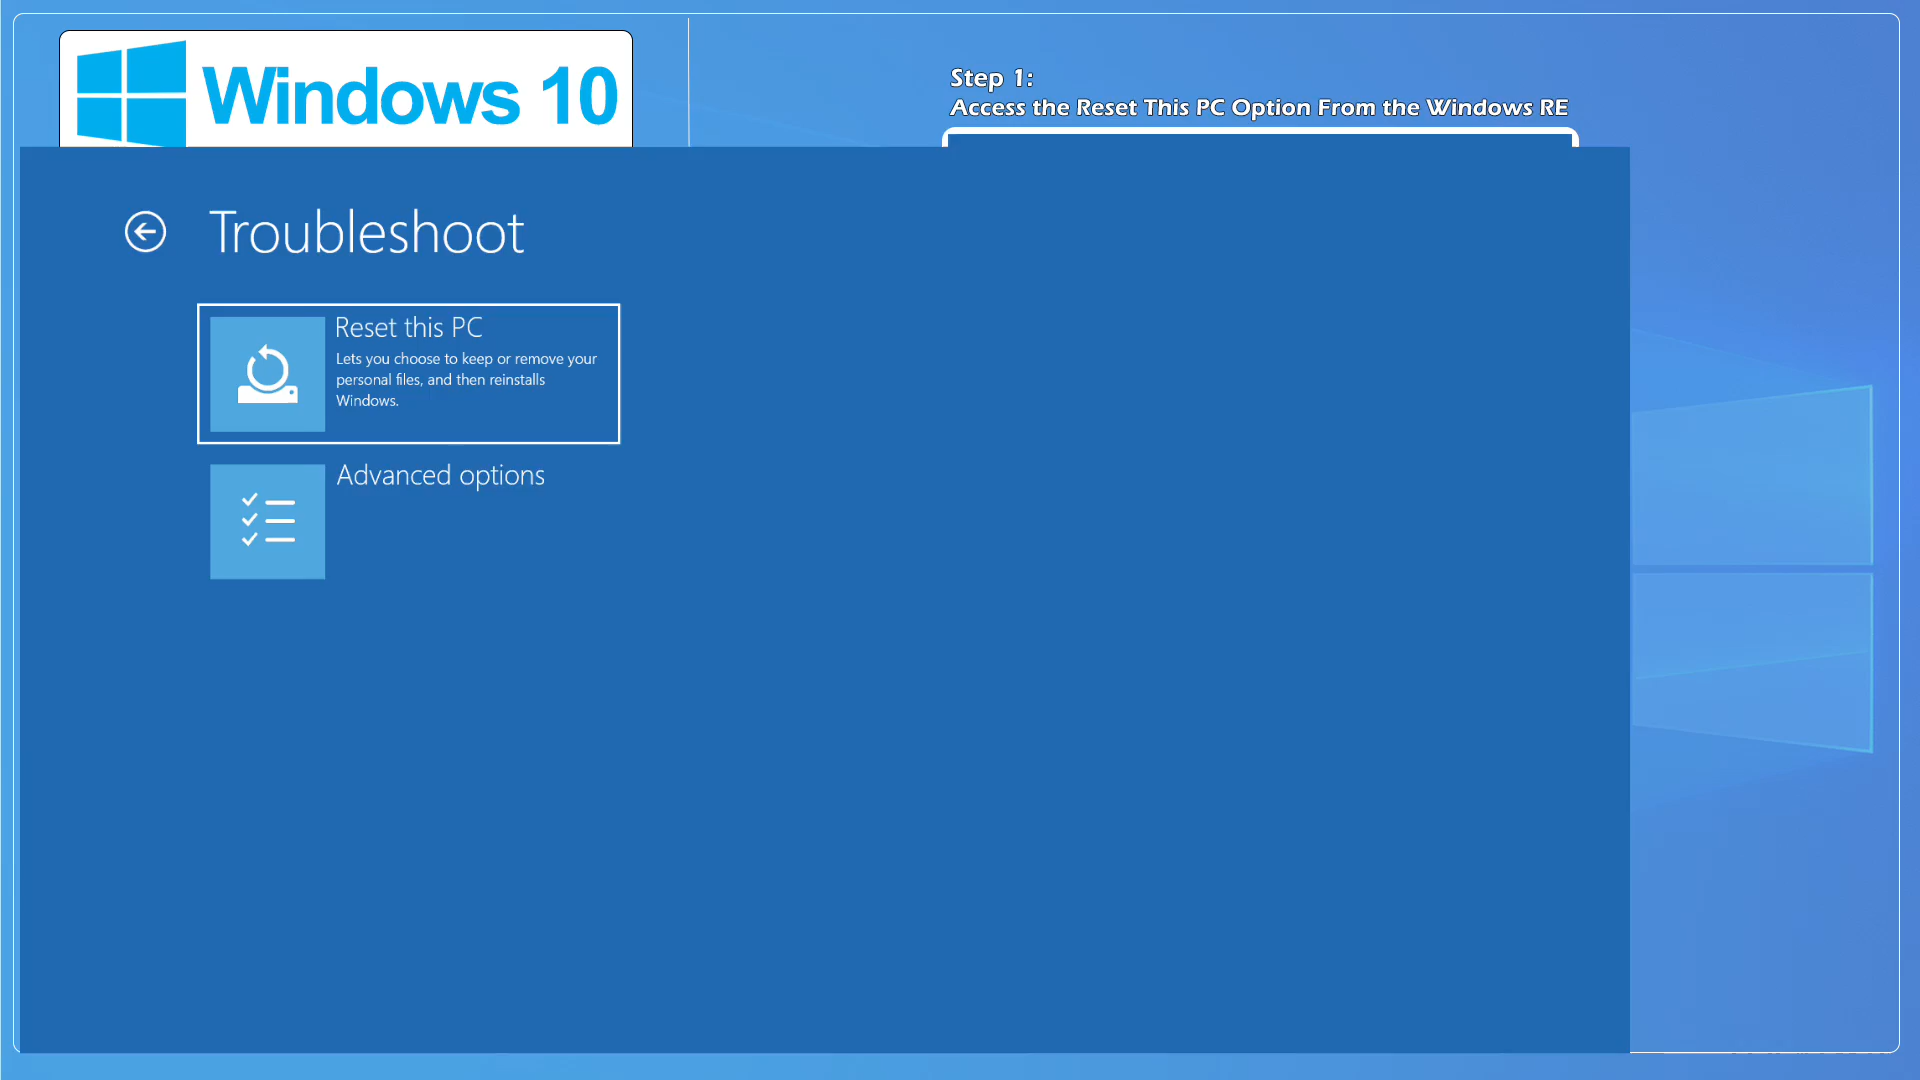 Windows 10
Step 1:
Access the Reset This PC Option From the Windows RE
Troubleshoot
Reset this PC
Lets you choose to keep or remove your
personal files, and then reinstalls
Windows.
Advanced options